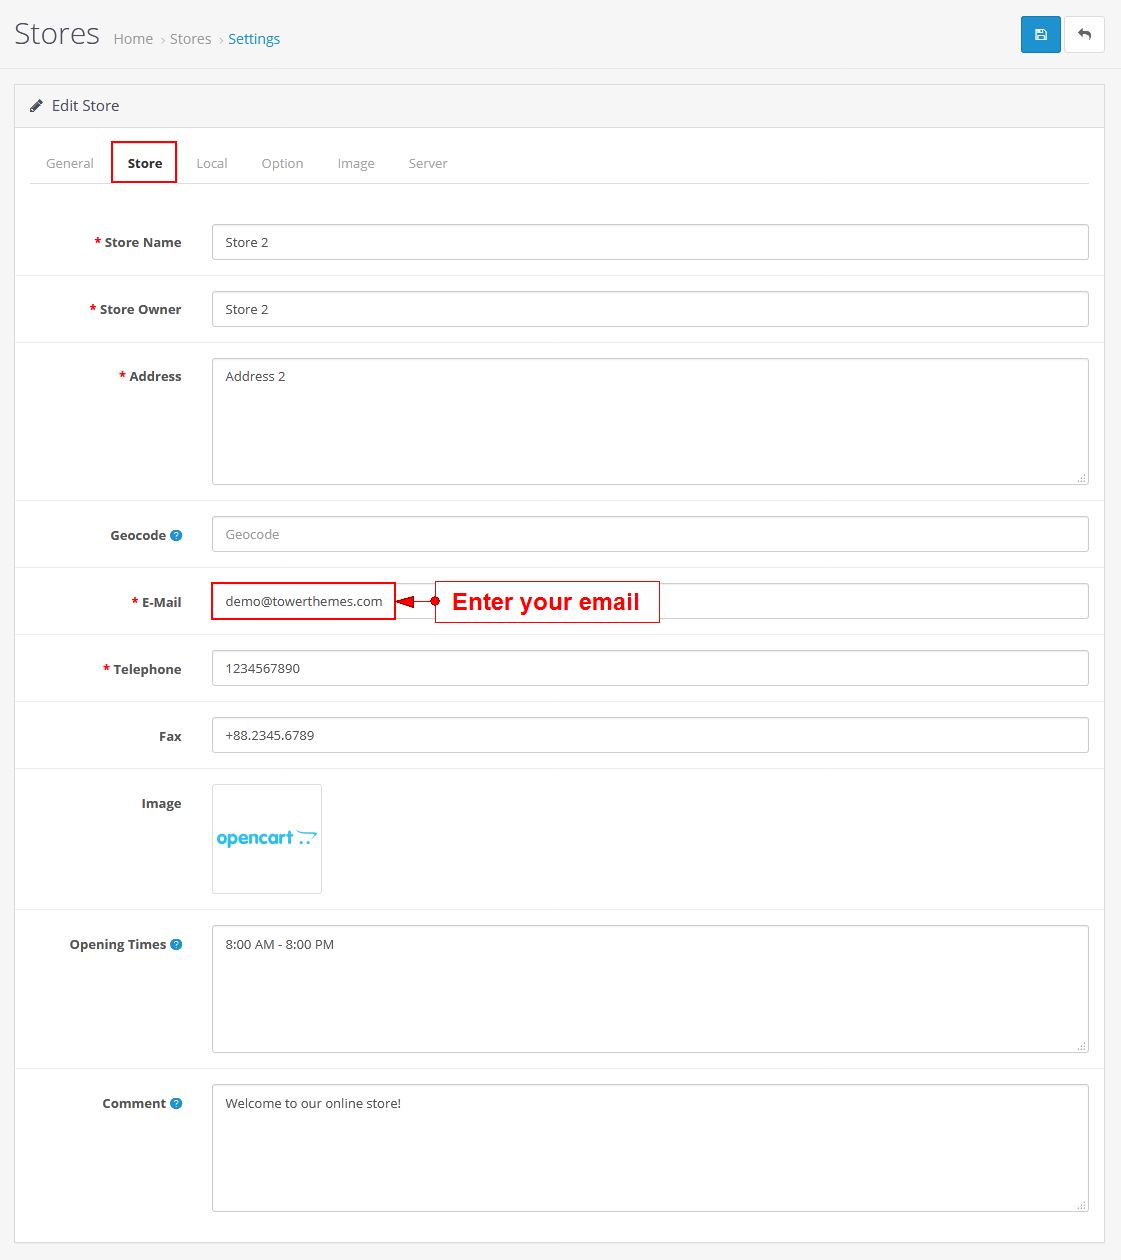 Stores Home › Stores › Settings
Edit Store
General Store Local Option Image Server
* Store Name Store 2
* Store Owner Store 2
* Address Address 2
Geocode ? Geocode
* E-Mail demo@towerthemes.com Enter your email
* Telephone 1234567890
Fax +88.2345.6789
Image
opencart
Opening Times ? 8:00 AM - 8:00 PM
Comment ? Welcome to our online store!